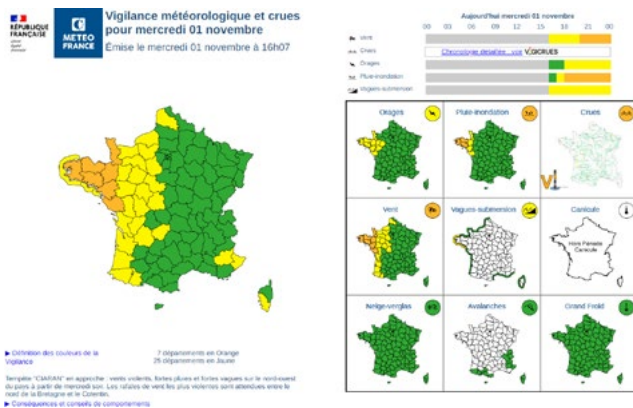 RÉPUBLIQUE
FRANÇAISE
METEO
FRANCE
Vigilance météorologique et crues
pour mercredi 01 novembre
Émise le mercredi 01 novembre à 16h07
▶ Définition des couleurs de la
Vigilance
7 départements en Orange
25 départements en Jaune
Tempête "CIARAN" en approche : vents violents, fortes pluies et fortes vagues sur le nord-ouest
du pays à partir de mercredi soir. Les rafales de vent les plus violentes sont attendues entre le
nord de la Bretagne et le Cotentin.
▶ Conséquences et conseils de comportements
Aujourd'hui mercredi 01 novembre
00 03 06 09 12 15 18 21 00
Vent
Crues
Chronologie détaillée : voir VIGICRUES
Orages
Pluie-inondation
Vagues-submersion
Orages
Pluie-inondation
Crues
Vent
Vagues-submersion
Canicule
Hors Période
Canicule
Neige-verglas
Avalanches
Grand Froid